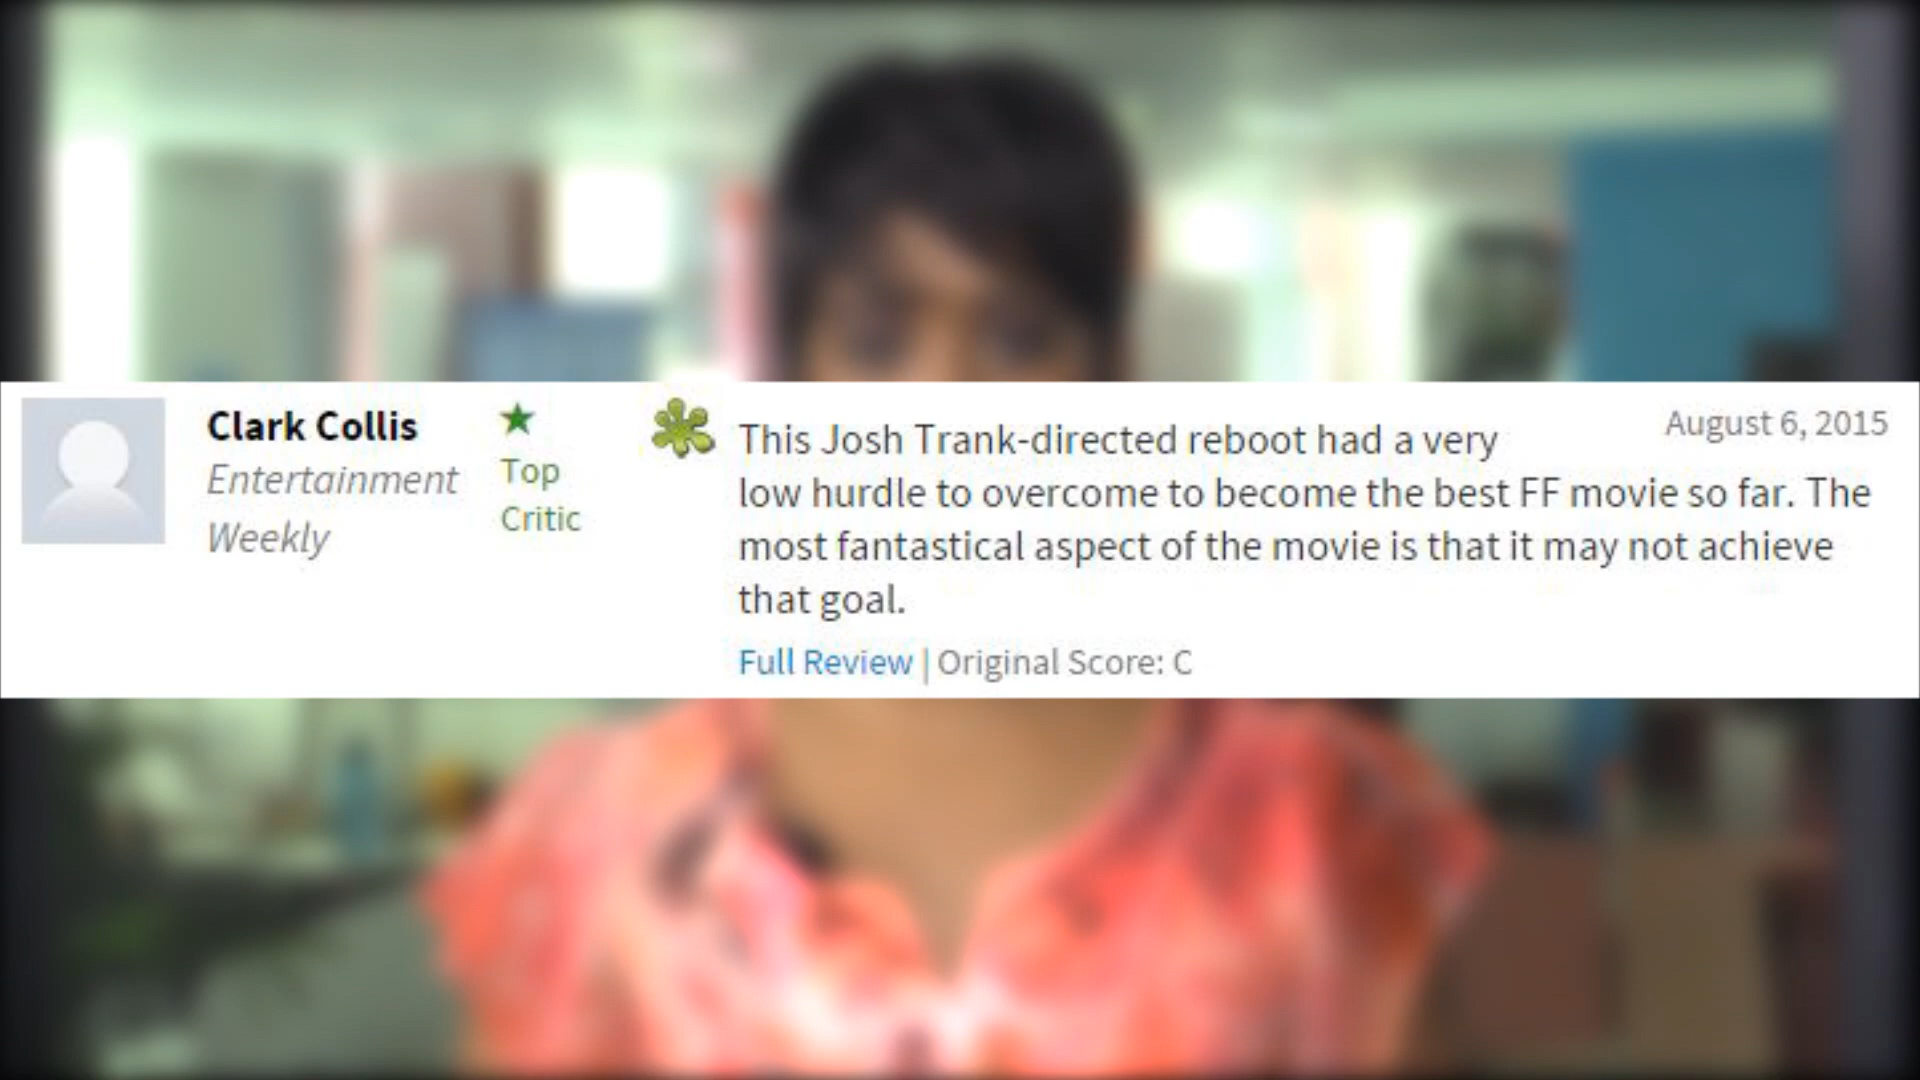 Clark Collis
Entertainment
Weekly
Top
Critic
This Josh Trank-directed reboot had a very
low hurdle to overcome to become the best FF movie so far. The
most fantastical aspect of the movie is that it may not achieve
that goal.
August 6, 2015
Full Review | Original Score: C